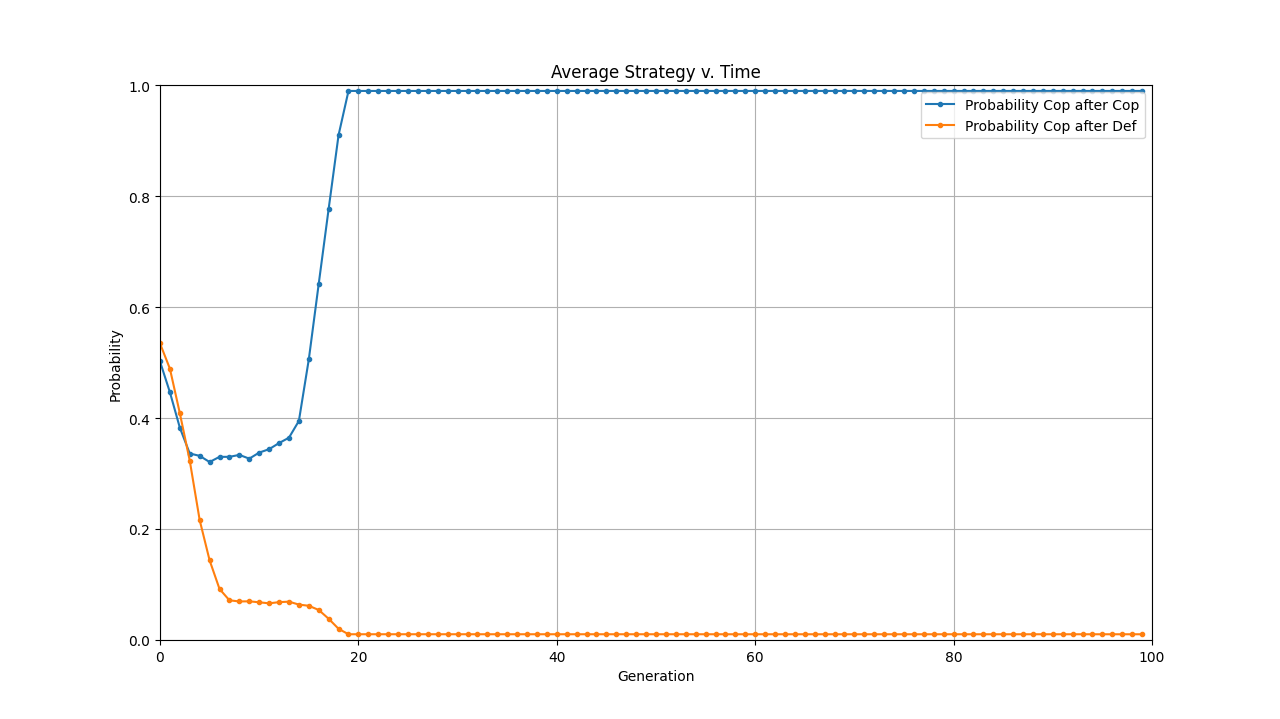 Average Strategy v. Time
1.0
0.8
0.6
0.4
0.2
0.0
Probability
Probability Cop after Cop
Probability Cop after Def
0 20 40 60 80 100
Generation